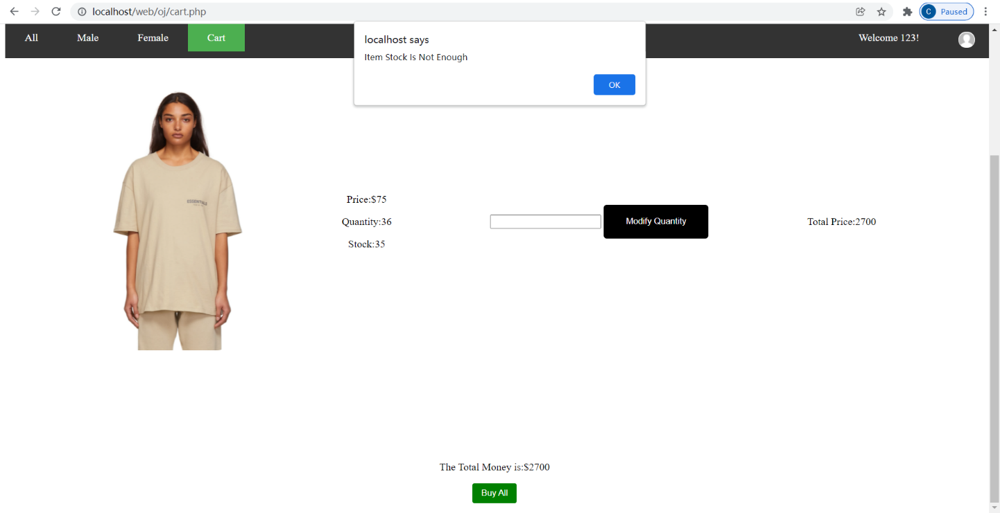 localhost/web/oj/cart.php
C Paused
All Male Female Cart Welcome 123!
localhost says
Item Stock Is Not Enough
OK
ESSENTIALS
Price:$75
Quantity:36
Modify Quantity
Total Price:2700
Stock:35
The Total Money is:$2700
Buy All